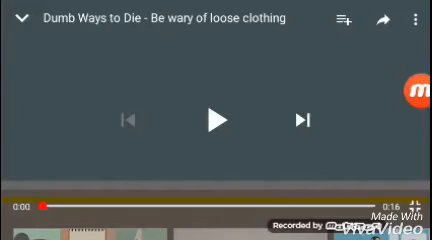 Dumb Ways to Die - Be wary of loose clothing
0:00
0:16
Recorded by
Made With
VivaVideo